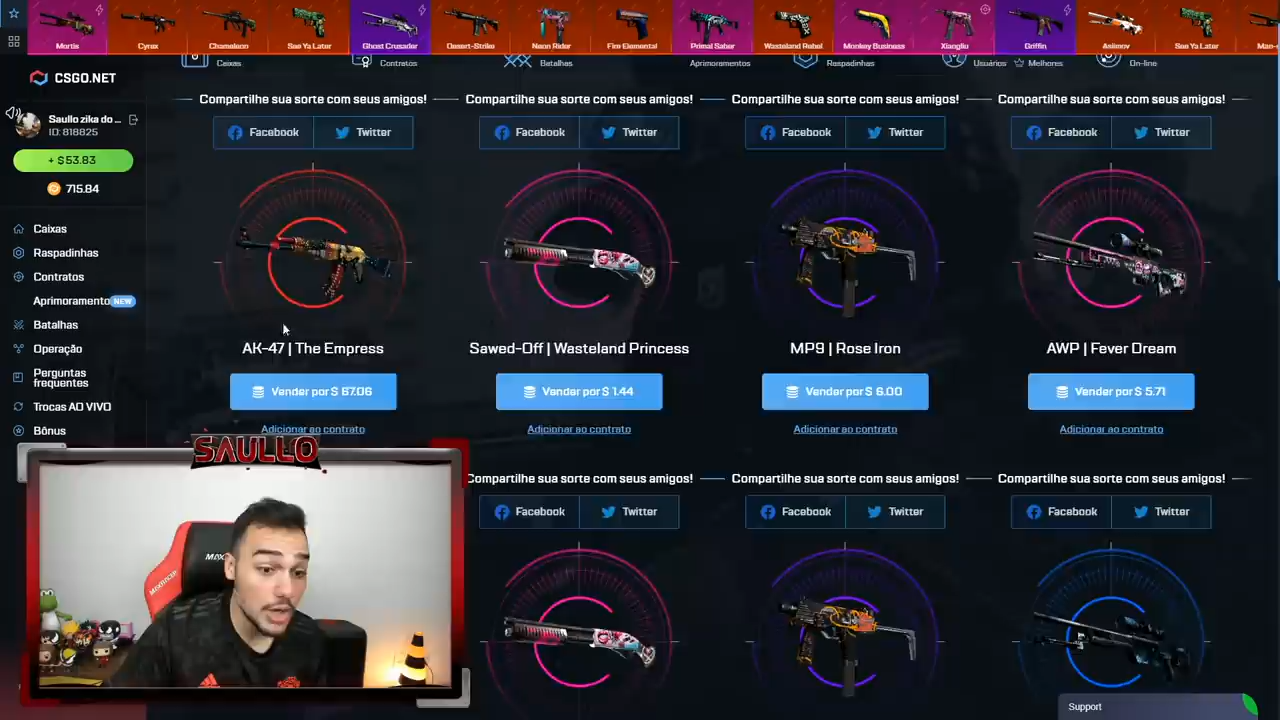 Mortis
Cyrex
Chameleon
See Ya Later
Ghost Crusader
Desert-Strike
Neon Rider
Fire Elemental
Primal Saber
Wasteland Rebel
Monkey Business
Xiangliu
Griffin
Asiimov
See Ya Later
CSGO.NET
Caixas
Contratos
Batalhas
Aprimoramentos
Raspadinhas
Usuários
Melhores
On-line
Saullo zika do ...
ID: 818825
+ $ 53.83
715.84
Caixas
Raspadinhas
Contratos
Aprimoramento NEW
Batalhas
Operação
Perguntas
frequentes
Trocas AO VIVO
Bônus
Compartilhe sua sorte com seus amigos!
Facebook Twitter
AK-47 | The Empress
Vender por $ 67.06
Adicionar ao contrato
Compartilhe sua sorte com seus amigos!
Facebook Twitter
Sawed-Off | Wasteland Princess
Vender por $ 1.44
Adicionar ao contrato
Compartilhe sua sorte com seus amigos!
Facebook Twitter
MP9 | Rose Iron
Vender por $ 6.00
Adicionar ao contrato
Compartilhe sua sorte com seus amigos!
Facebook Twitter
AWP | Fever Dream
Vender por $ 5.71
Adicionar ao contrato
Compartilhe sua sorte com seus amigos!
Facebook Twitter
Compartilhe sua sorte com seus amigos!
Facebook Twitter
Compartilhe sua sorte com seus amigos!
Facebook Twitter
SAULLO
Support